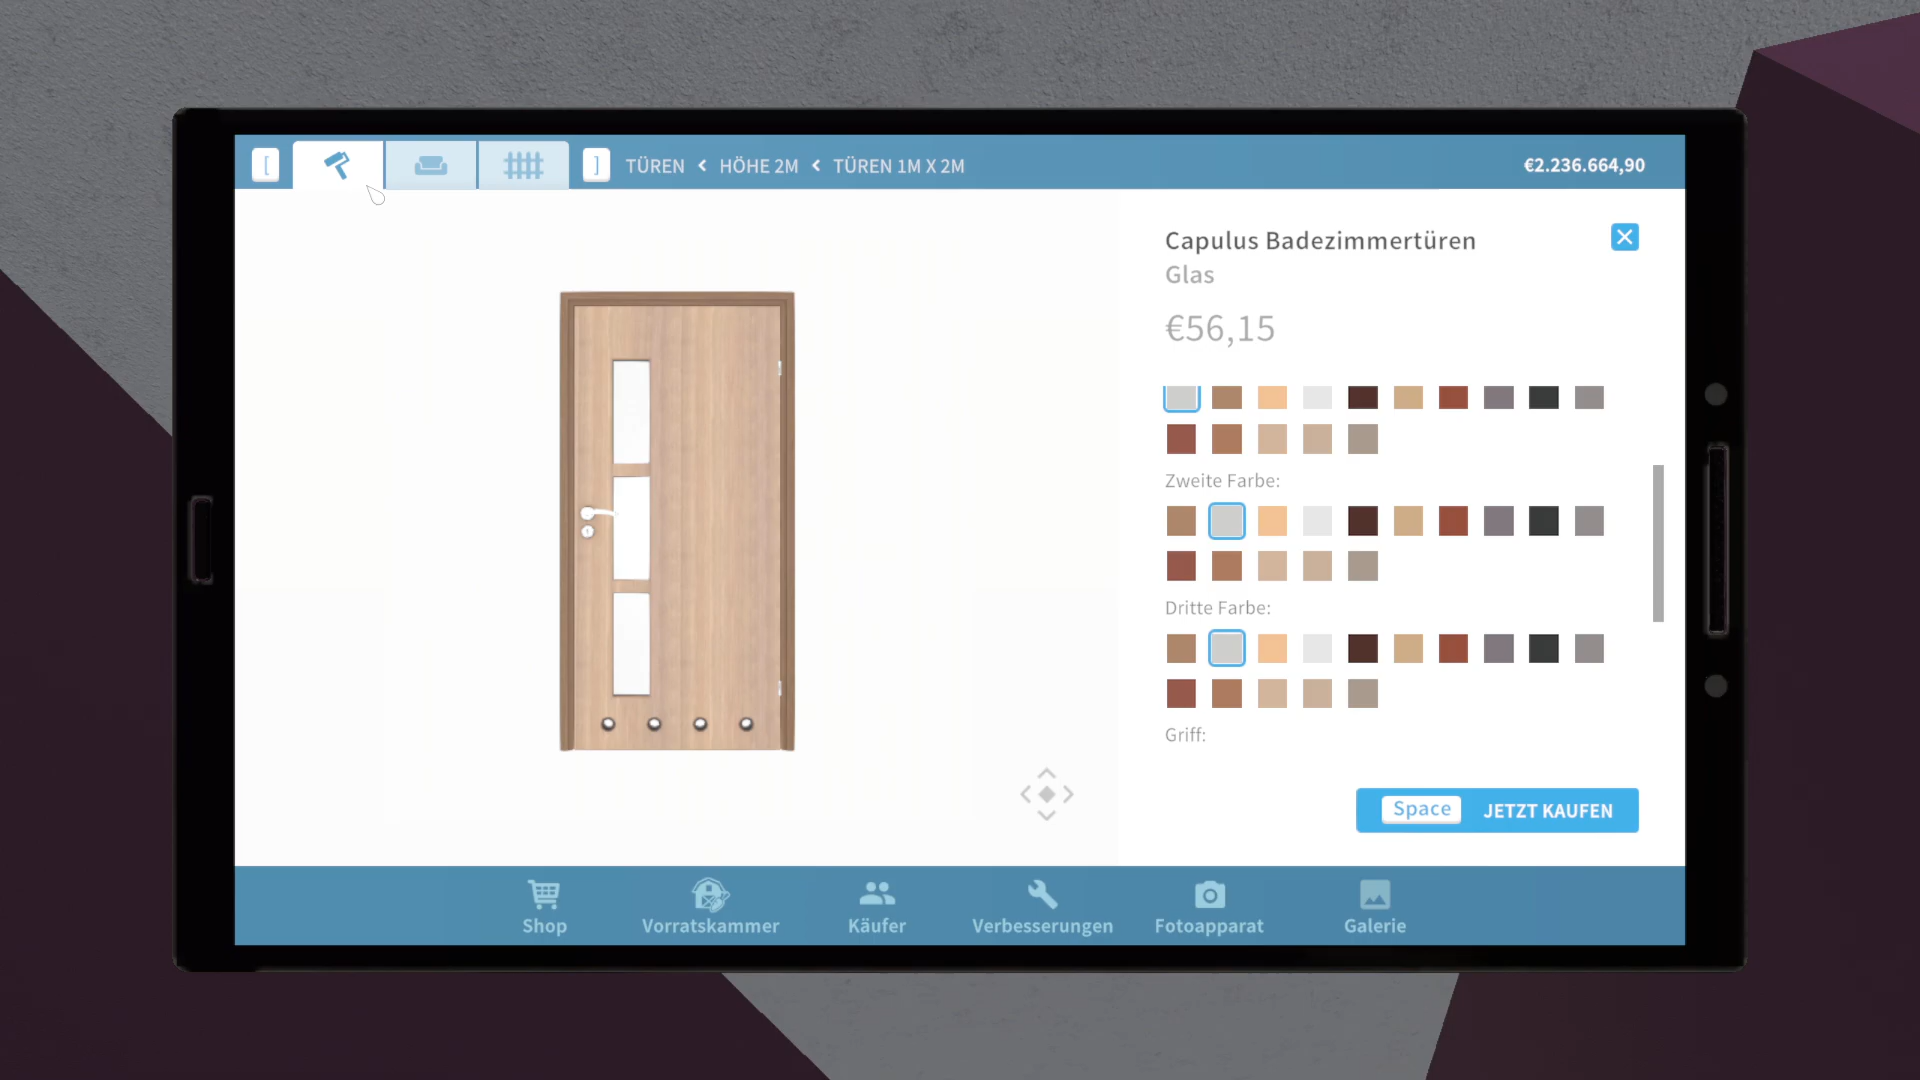 [
]
TÜREN < HÖHE 2M < TÜREN 1M X 2M
€2.236.664,90
Capulus Badezimmertüren
Glas
€56,15
Zweite Farbe:
Dritte Farbe:
Griff:
Space JETZT KAUFEN
Shop
Vorratskammer
Käufer
Verbesserungen
Fotoapparat
Galerie